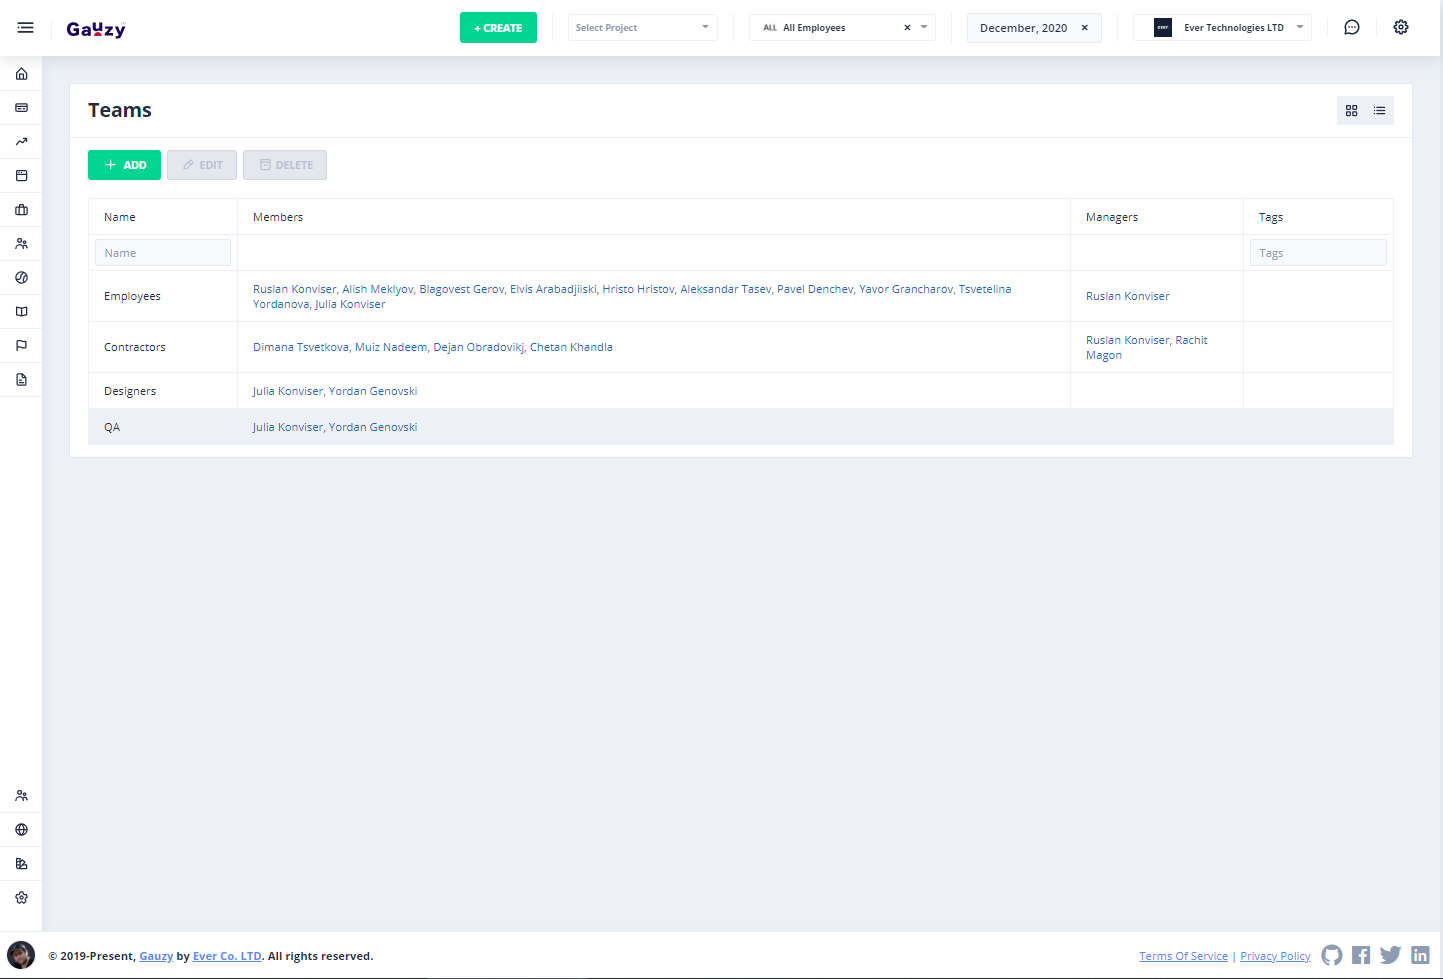 Gauzy
+ CREATE
Select Project
ALL All Employees
December, 2020
ever
Ever Technologies LTD
Teams
ADD
EDIT
DELETE
Name
Members
Managers
Tags
Name
Tags
Employees
Ruslan Konviser, Alish Meklyov, Blagovest Gerov, Elvis Arabadjiiski, Hristo Hristov, Aleksandar Tasev, Pavel Denchev, Yavor Grancharov, Tsvetelina
Yordanova, Julia Konviser
Ruslan Konviser
Contractors
Dimana Tsvetkova, Muiz Nadeem, Dejan Obradovikj, Chetan Khandla
Ruslan Konviser, Rachit
Magon
Designers
Julia Konviser, Yordan Genovski
QA
Julia Konviser, Yordan Genovski
© 2019-Present, Gauzy by Ever Co. LTD. All rights reserved.
Terms Of Service | Privacy Policy